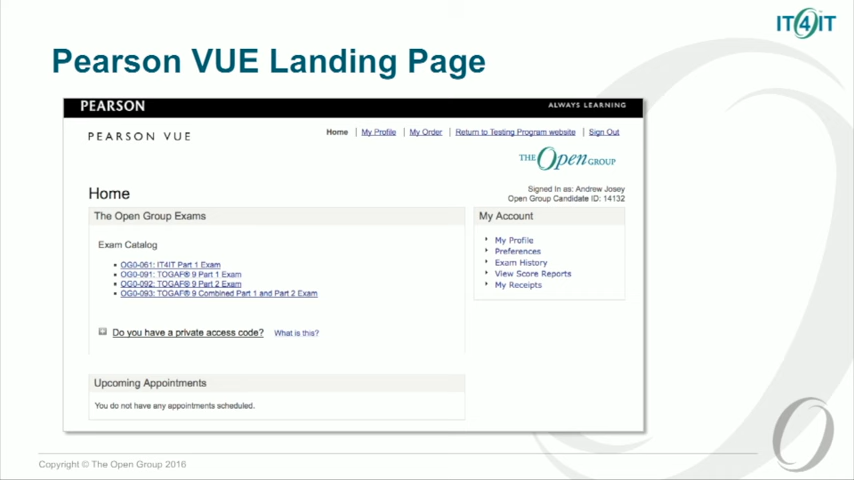 IT4IT
Pearson VUE Landing Page
PEARSON
ALWAYS LEARNING
PEARSON VUE
Home | My Profile | My Order | Return to Testing Program website | Sign Out
THE Open GROUP
Signed In as: Andrew Josey
Open Group Candidate ID: 14132
Home
The Open Group Exams
Exam Catalog
OG0-061: IT4IT Part 1 Exam
OG0-091: TOGAF® 9 Part 1 Exam
OG0-092: TOGAF® 9 Part 2 Exam
OG0-093: TOGAF® 9 Combined Part 1 and Part 2 Exam
Do you have a private access code? What is this?
My Account
My Profile
Preferences
Exam History
View Score Reports
My Receipts
Upcoming Appointments
You do not have any appointments scheduled.
Copyright © The Open Group 2016